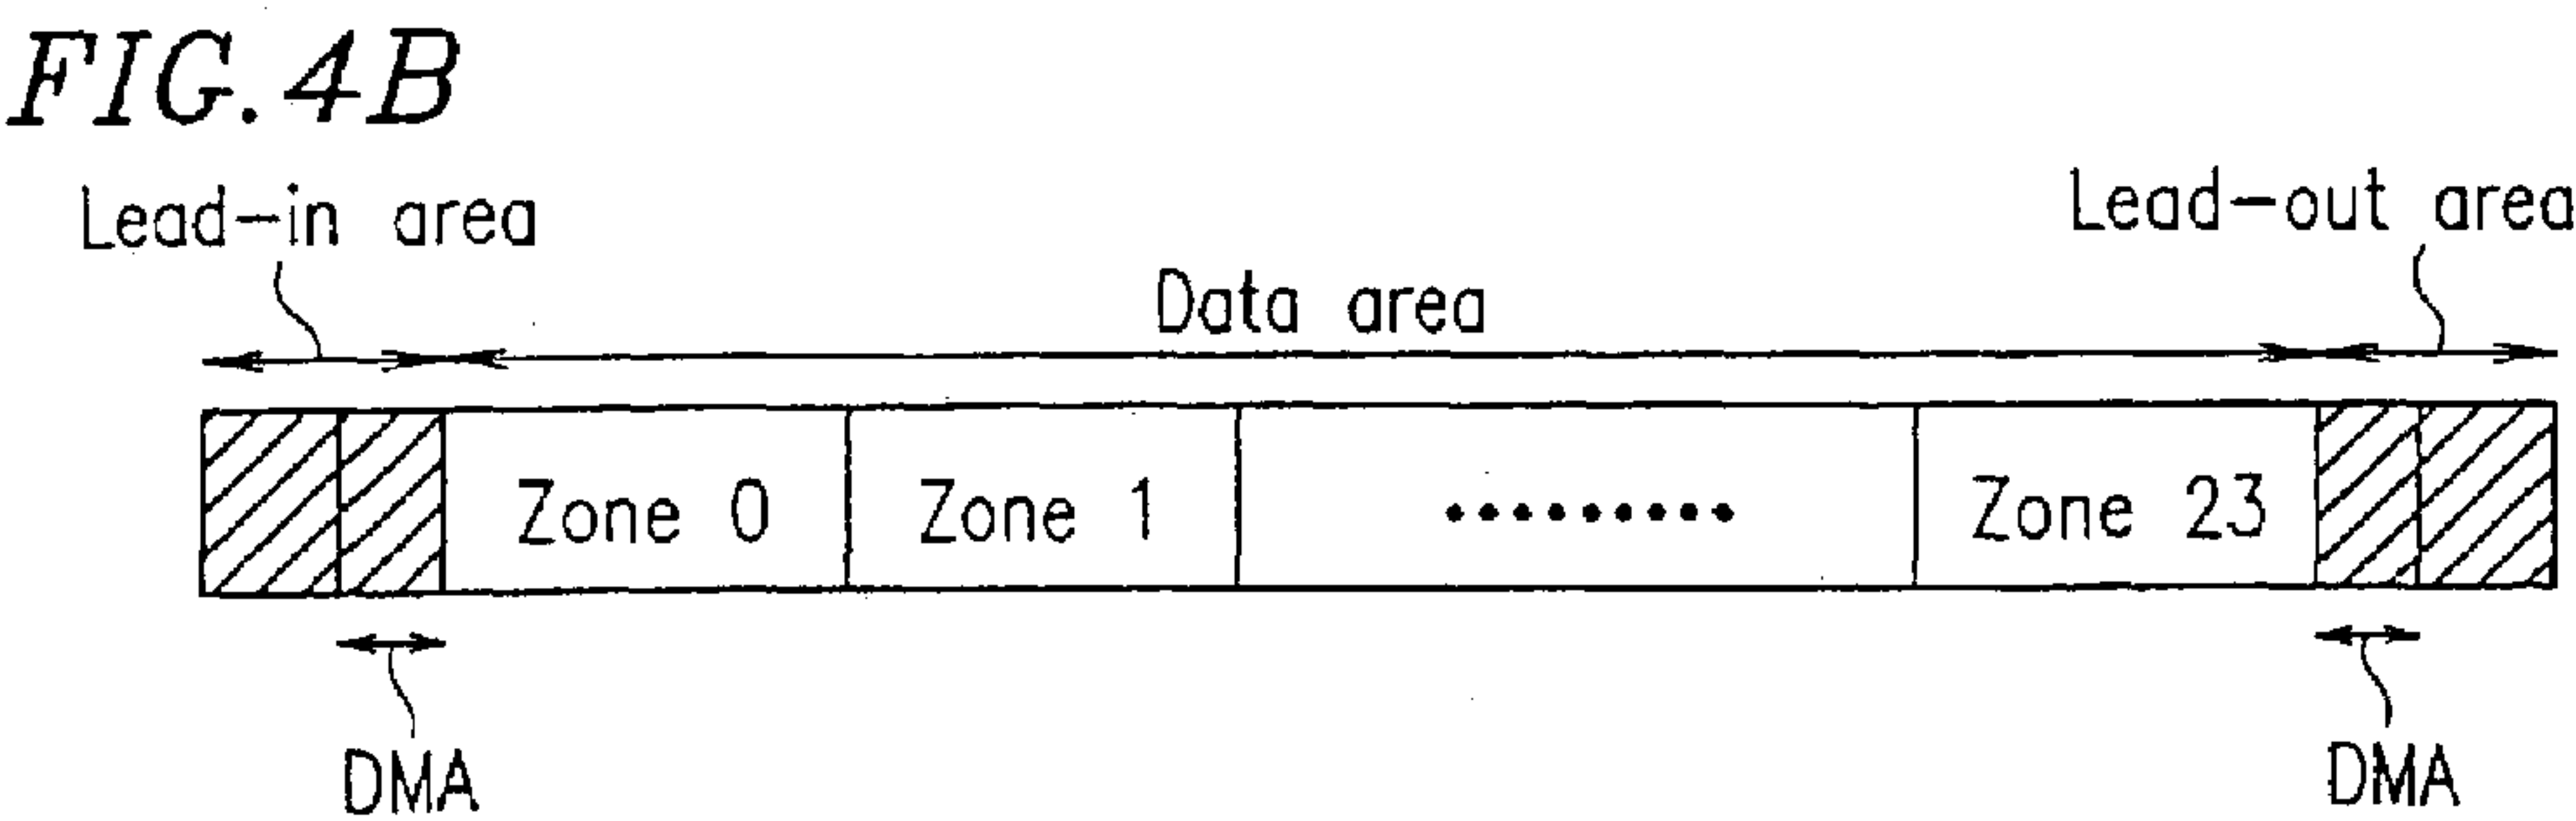 FIG.4B
Lead-in area
Lead-out area
Data area
Zone 0 Zone 1 ......... Zone 23
DMA DMA